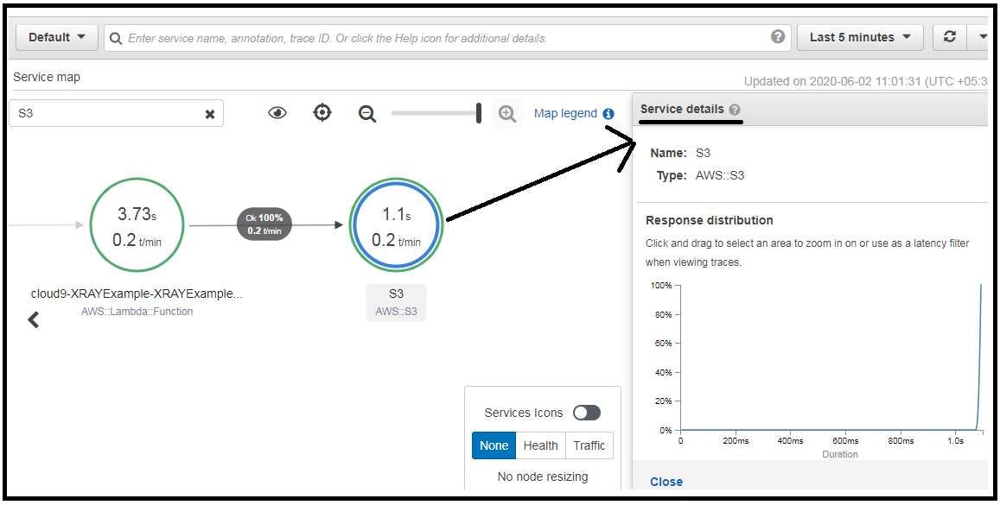 Default
Enter service name, annotation, trace ID. Or click the Help icon for additional details.
Last 5 minutes
Service map
Updated on 2020-06-02 11:01:31 (UTC +05:3
S3
Map legend
Service details
Name: S3
Type: AWS::S3
3.73s
0.2 t/min
Ok 100%
0.2 t/min
1.1s
0.2 t/min
cloud9-XRAYExample-XRAYExample...
AWS::Lambda::Function
S3
AWS::S3
Response distribution
Click and drag to select an area to zoom in on or use as a latency filter
when viewing traces.
100%
80%
60%
40%
20%
0%
0 200ms 400ms 600ms 800ms 1.0s
Duration
Services Icons
None Health Traffic
No node resizing
Close